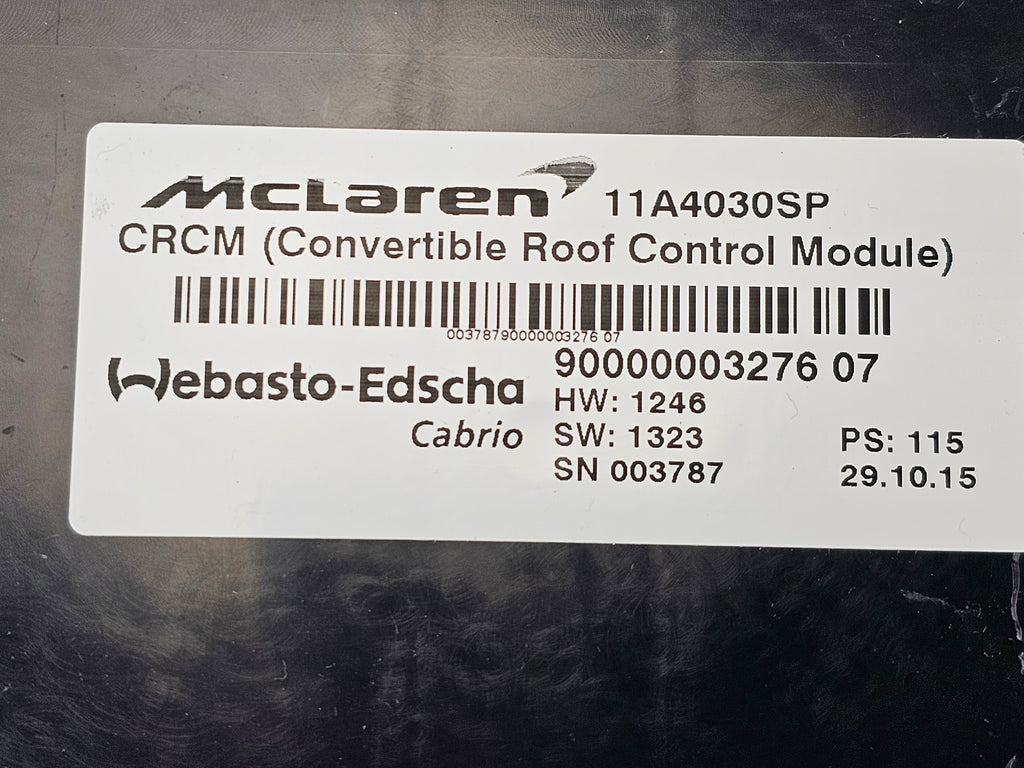 McLaren 11A4030SP
CRCM (Convertible Roof Control Module)
00378790000003276 07
Webasto-Edscha
Cabrio
90000003276 07
HW: 1246
SW: 1323
SN 003787
PS: 115
29.10.15